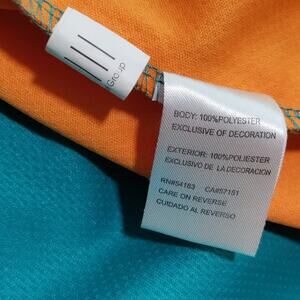 Group
BODY: 100%POLYESTER
EXCLUSIVE OF DECORATION
EXTERIOR: 100%POLIESTER
EXCLUSIVO DE LA DECORACION
RN#54163 CA#57151
CARE ON REVERSE
CUIDADO AL REVERSO